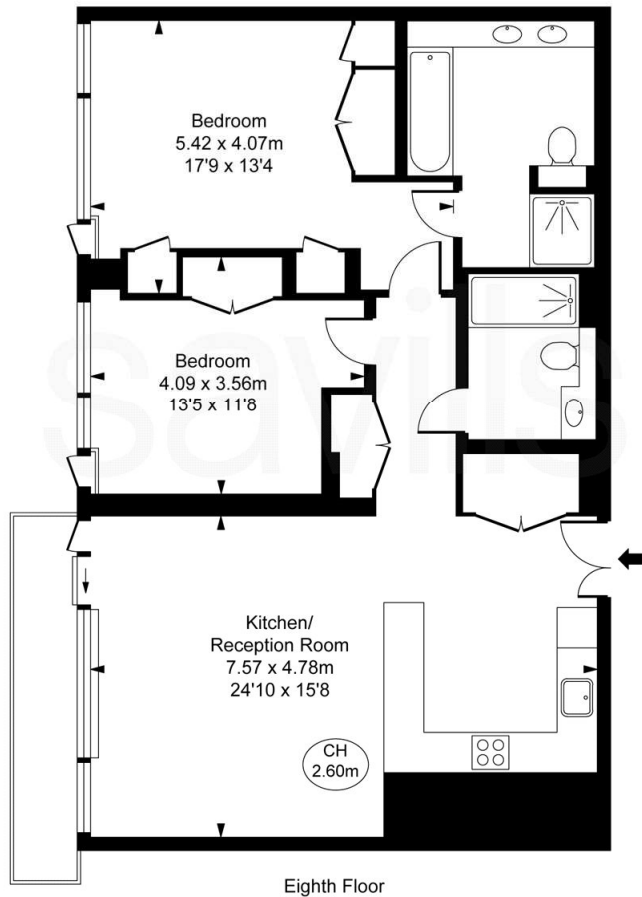 Bedroom
5.42 x 4.07m
17'9 x 13'4
Bedroom
4.09 x 3.56m
13'5 x 11'8
savills
Kitchen/
Reception Room
7.57 x 4.78m
24'10 x 15'8
CH
2.60m
Eighth Floor